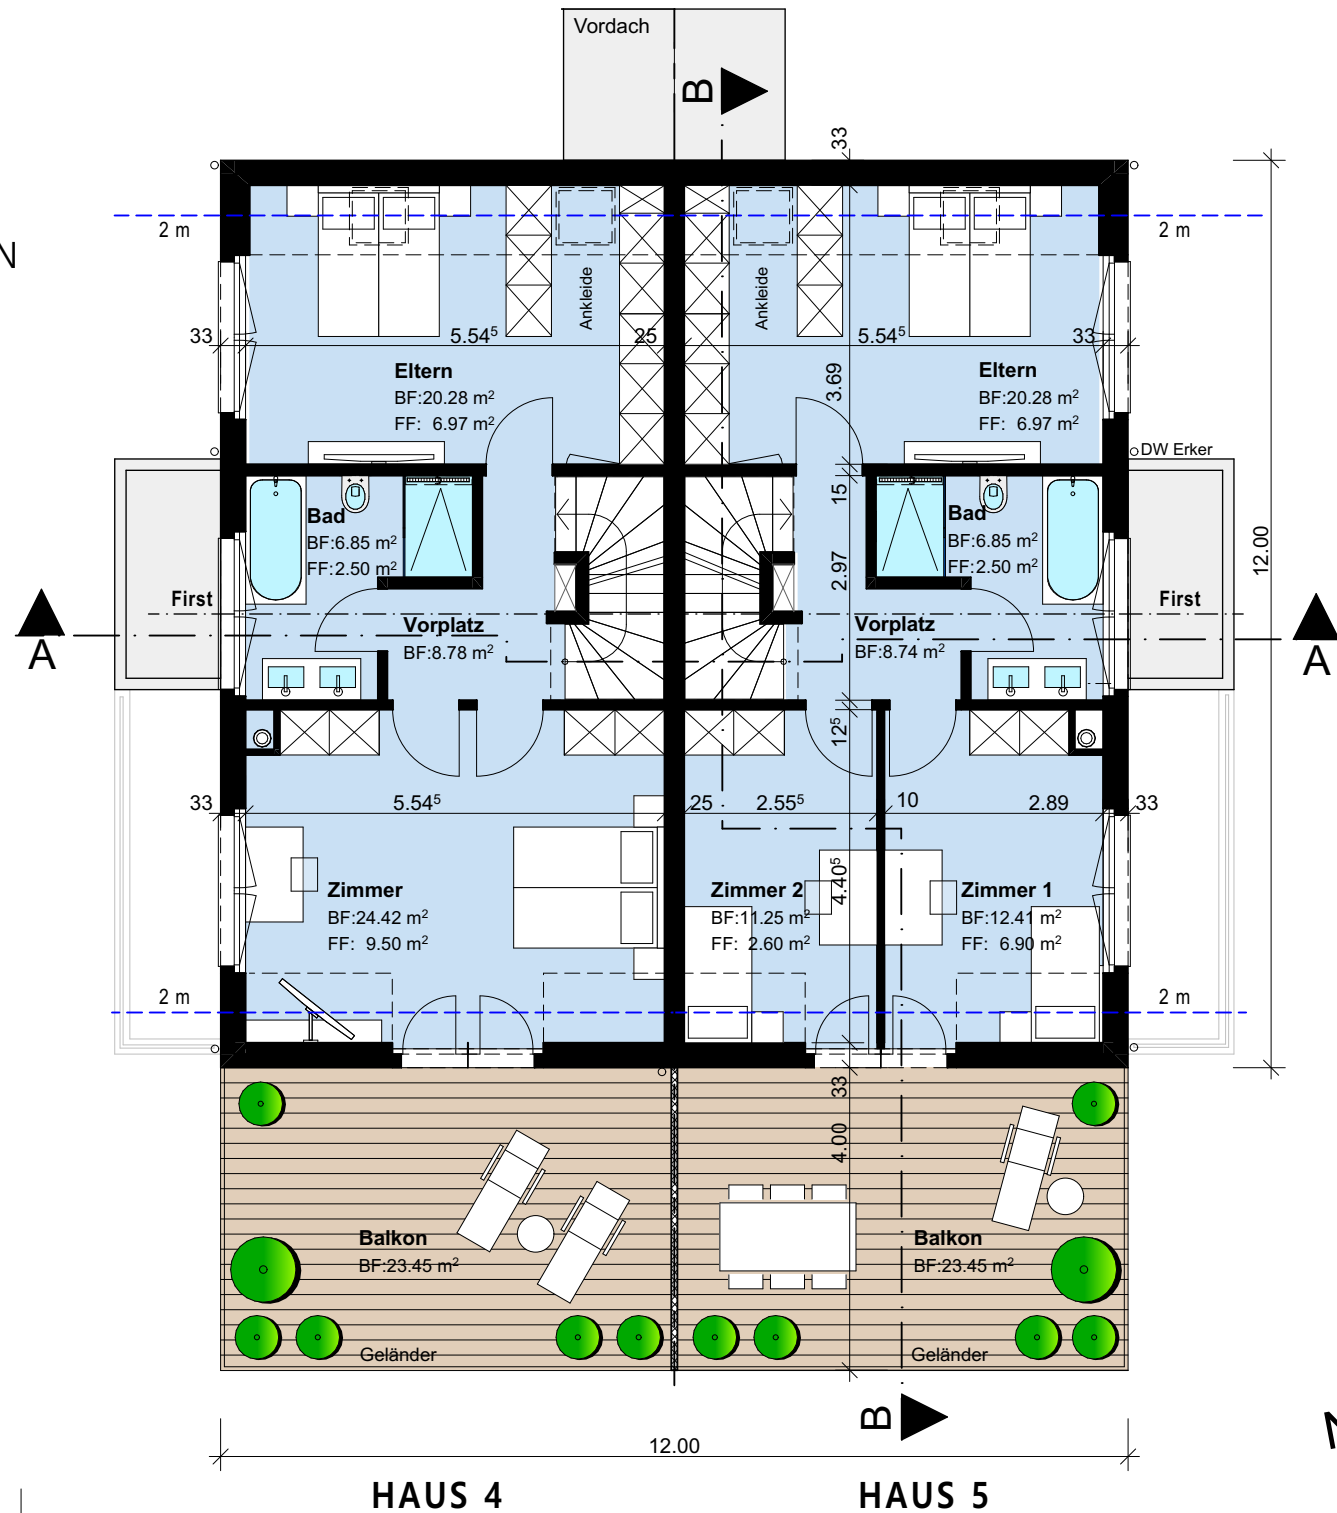 Vordach
B
33
2 m
2 m
N
Ankleide
Ankleide
33
5.54⁵
25
5.54⁵
33
Eltern
BF:20.28 m²
FF: 6.97 m²
Eltern
BF:20.28 m²
FF: 6.97 m²
3.69
DW Erker
15
Bad
BF:6.85 m²
FF:2.50 m²
Bad
BF:6.85 m²
FF:2.50 m²
12.00
2.97
First
First
Vorplatz
BF:8.78 m²
Vorplatz
BF:8.74 m²
A
A
12⁵
33
5.54⁵
25
2.55⁵
10
2.89
33
4.40⁵
Zimmer
BF:24.42 m²
FF: 9.50 m²
Zimmer 2
BF:11.25 m²
FF: 2.60 m²
Zimmer 1
BF:12.41 m²
FF: 6.90 m²
2 m
2 m
33
4.00
Balkon
BF:23.45 m²
Balkon
BF:23.45 m²
Geländer
Geländer
B
12.00
HAUS 4
HAUS 5